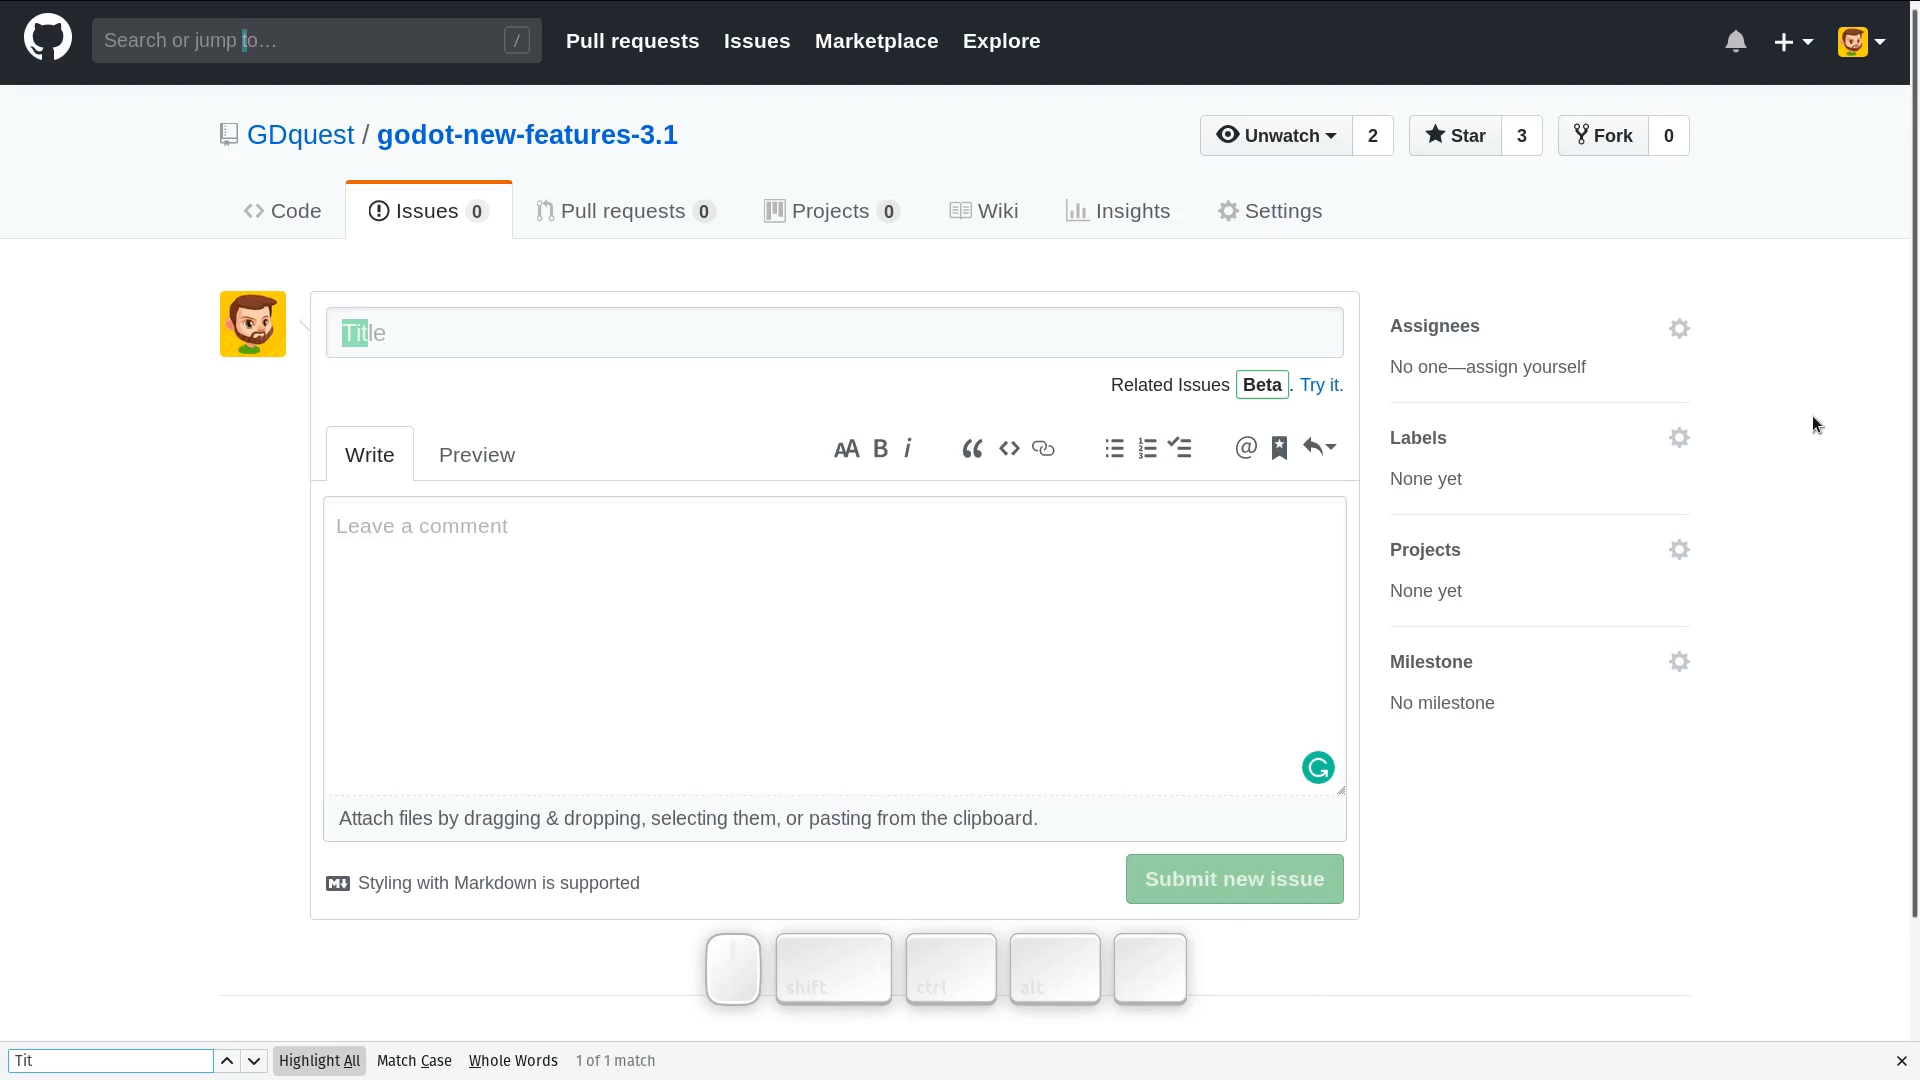 Search or jump to… /
Pull requests Issues Marketplace Explore
GDquest / godot-new-features-3.1
Unwatch 2 Star 3 Fork 0
Code Issues 0 Pull requests 0 Projects 0 Wiki Insights Settings
Title
Related Issues Beta. Try it.
Write Preview
AA B i “ <> @
Leave a comment
Attach files by dragging & dropping, selecting them, or pasting from the clipboard.
Styling with Markdown is supported
Submit new issue
Assignees
No one—assign yourself
Labels
None yet
Projects
None yet
Milestone
No milestone
shift ctrl alt
Tit Highlight All Match Case Whole Words 1 of 1 match